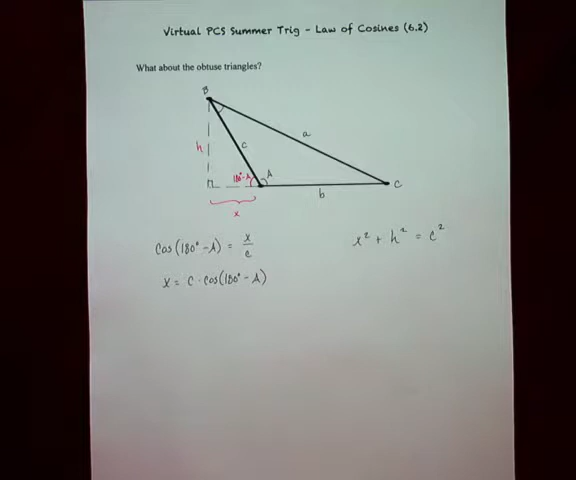 Virtual PCS Summer Trig - Law of Cosines (6.2)
What about the obtuse triangles?
B
a
h
c
180°-A
A
C
b
x
cos(180° - A) = x/c
x² + h² = c²
x = c · cos(180° - A)